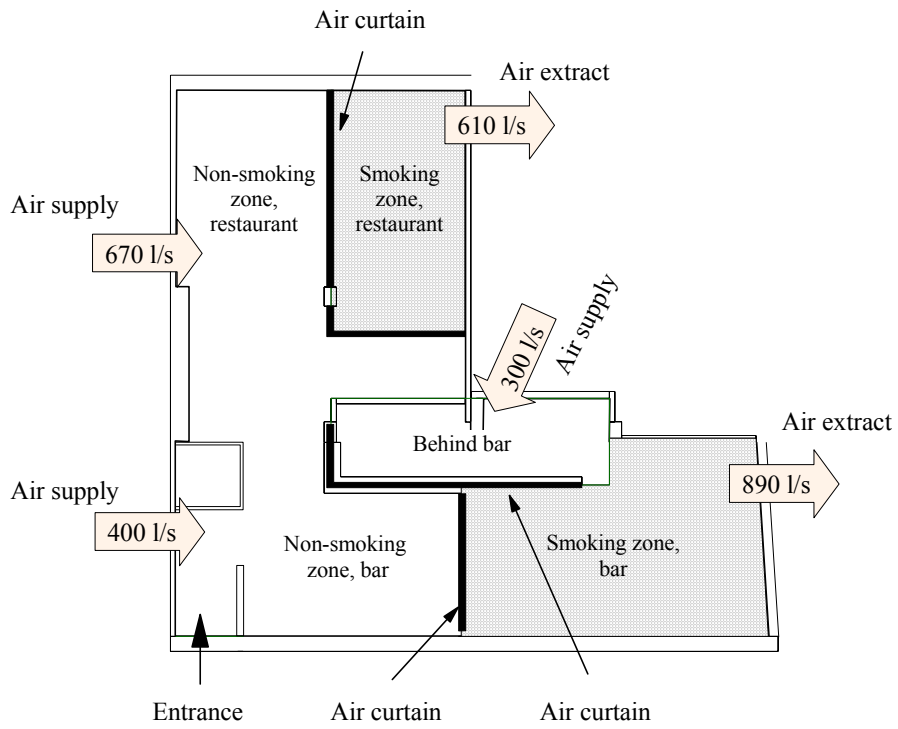 Air curtain
Air extract
610 l/s
Non-smoking
zone,
restaurant
Smoking
zone,
restaurant
Air supply
670 l/s
300 l/s
Air supply
Behind bar
Air extract
890 l/s
Air supply
400 l/s
Non-smoking
zone, bar
Smoking zone,
bar
Entrance
Air curtain
Air curtain